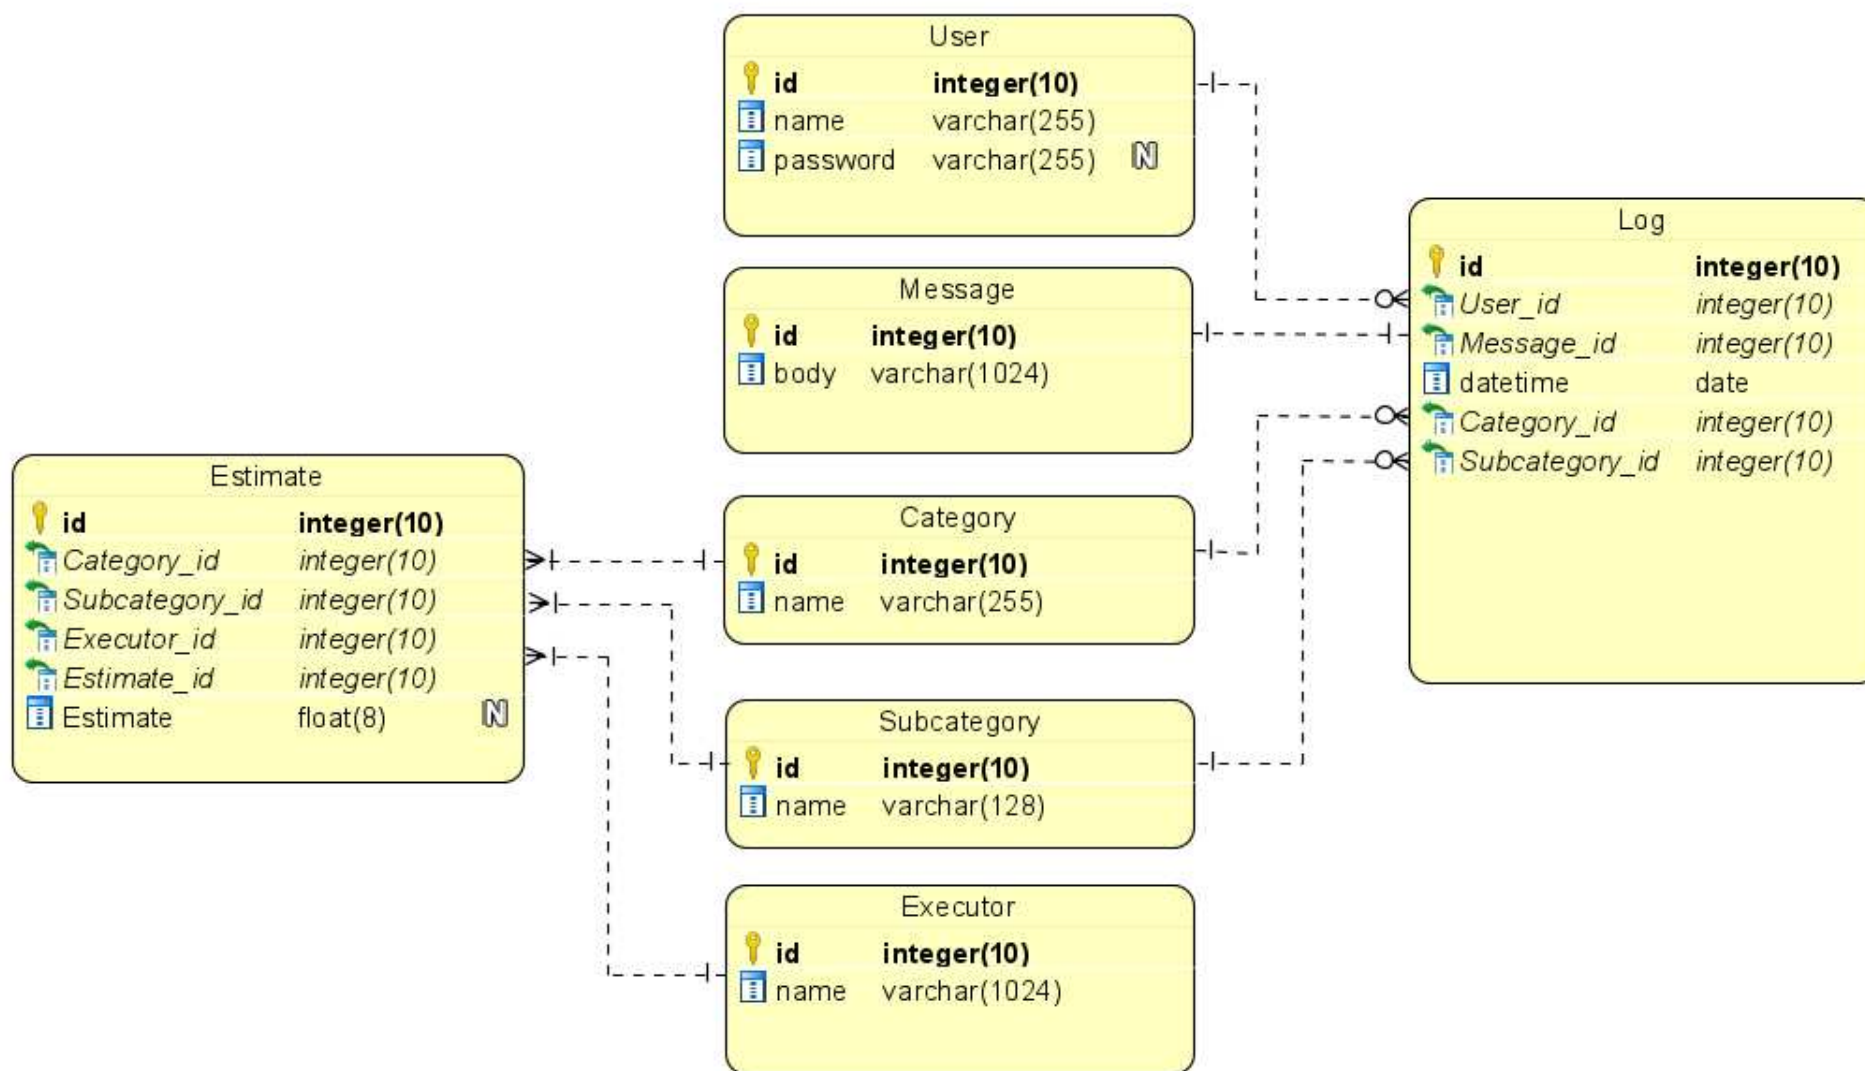 User
id integer(10)
name varchar(255)
password varchar(255) N
Message
id integer(10)
body varchar(1024)
Log
id integer(10)
User_id integer(10)
Message_id integer(10)
datetime date
Category_id integer(10)
Subcategory_id integer(10)
Estimate
id integer(10)
Category_id integer(10)
Subcategory_id integer(10)
Executor_id integer(10)
Estimate_id integer(10)
Estimate float(8) N
Category
id integer(10)
name varchar(255)
Subcategory
id integer(10)
name varchar(128)
Executor
id integer(10)
name varchar(1024)